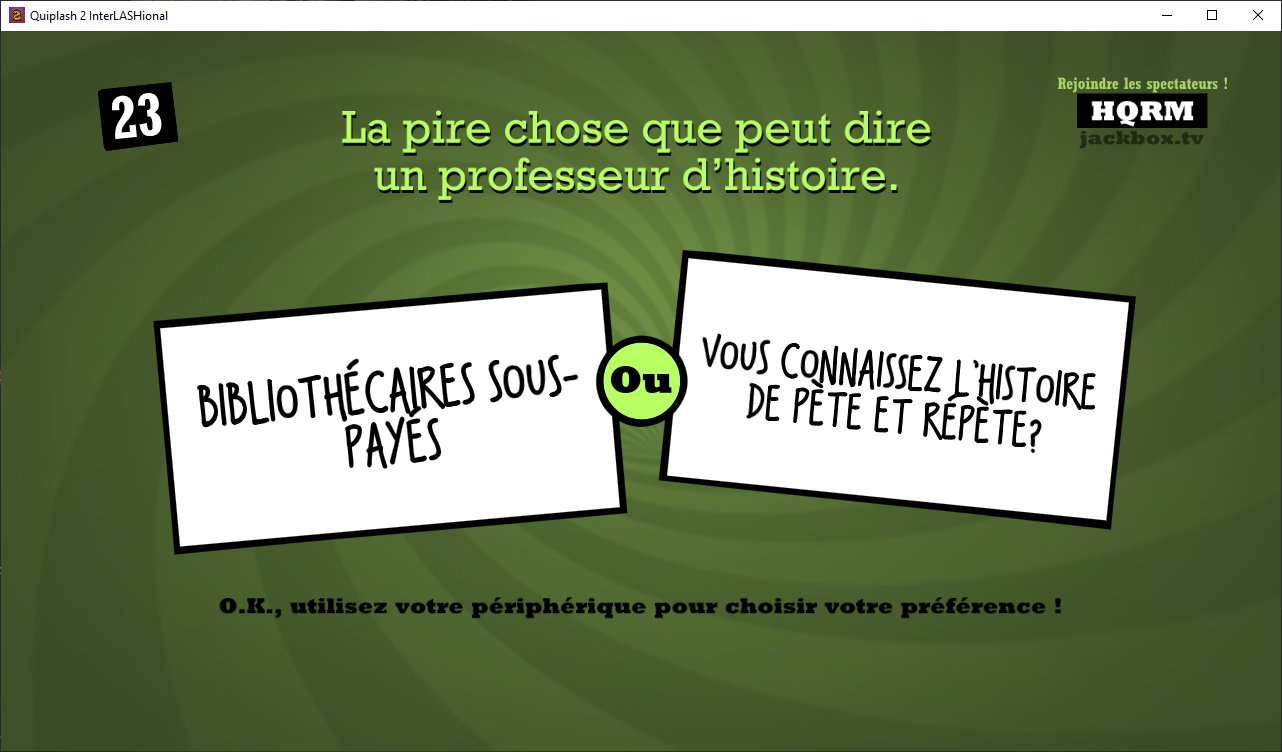 Quiplash 2 InterLASHional
23
Rejoindre les spectateurs !
HQRM
jackbox.tv
La pire chose que peut dire
un professeur d’histoire.
BIBLIOTHÉCAIRES SOUS-
PAYÉS
Ou
VOUS CONNAISSEZ L'HISTOIRE
DE PÈTE ET RÉPÈTE?
O.K., utilisez votre périphérique pour choisir votre préférence !